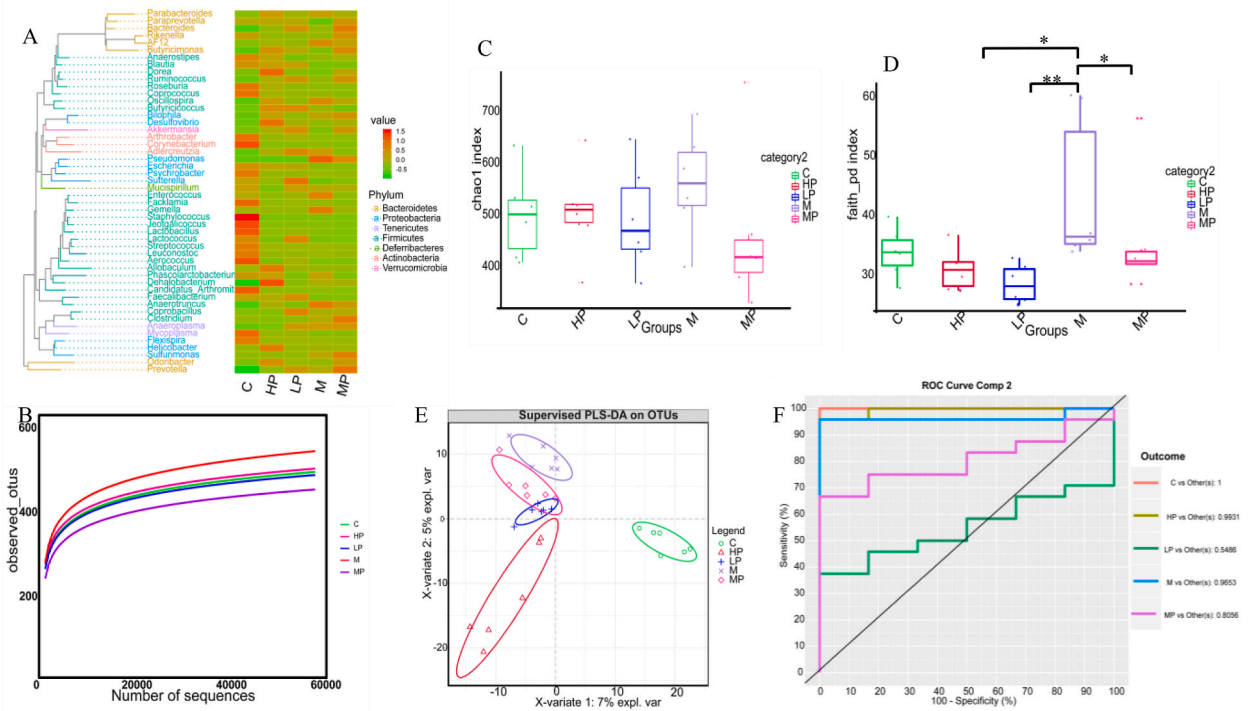 A
Parabacteroides
Paraprevotella
Bacteroides
Rikenella
AF12
Butyricimonas
Anaerostipes
Blautia
Dorea
Ruminococcus
Roseburia
Coprococcus
Oscillospira
Butyricicoccus
Bilophila
Desulfovibrio
Akkermansia
Arthrobacter
Corynebacterium
Adlercreutzia
Pseudomonas
Escherichia
Psychrobacter
Sutterella
Mucispirillum
Enterococcus
Facklamia
Gemella
Staphylococcus
Jeotgalicoccus
Lactobacillus
Lactococcus
Streptococcus
Leuconostoc
Aerococcus
Allobaculum
Phascolarctobacterium
Dehalobacterium
Candidatus_Arthromit
Faecalibacterium
Anaerotruncus
Coprobacillus
Clostridium
Anaeroplasma
Mycoplasma
Flexispira
Helicobacter
Sulfurimonas
Odoribacter
Prevotella
C HP LP M MP
value
1.5
1.0
0.5
0.0
-0.5
-1.0
Phylum
a Bacteroidetes
a Proteobacteria
a Tenericutes
a Firmicutes
a Deferribacteres
a Actinobacteria
a Verrucomicrobia
B
observed_otus
600
400
200
0 20000 40000 60000
Number of sequences
C
HP
LP
M
MP
C
chao1 index
700
600
500
400
C HP LP M MP
Groups
category2
C
HP
LP
M
MP
D
* ** *
faith_pd index
60
50
40
30
C HP LP M MP
Groups
category2
C
HP
LP
M
MP
E
Supervised PLS-DA on OTUs
X-variate 2: 5% expl. var
10
0
-10
-20
-10 0 10 20
X-variate 1: 7% expl. var
Legend
C
HP
LP
M
MP
F
ROC Curve Comp 2
Sensitivity (%)
100%
90%
80%
70%
60%
50%
40%
30%
20%
10%
0%
0 10% 20% 30% 40% 50% 60% 70% 80% 90% 100
100 - Specificity (%)
Outcome
C vs Other(s): 1
HP vs Other(s): 0.9931
LP vs Other(s): 0.5486
M vs Other(s): 0.9653
MP vs Other(s): 0.8056